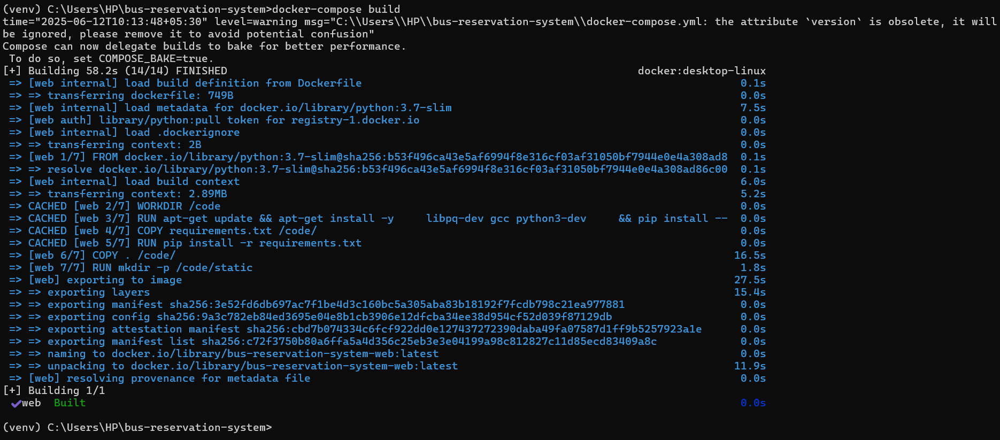 (venv) C:\Users\HP\bus-reservation-system>docker-compose build
time="2025-06-12T10:13:48+05:30" level=warning msg="C:\\Users\\HP\\bus-reservation-system\\docker-compose.yml: the attribute `version` is obsolete, it will
be ignored, please remove it to avoid potential confusion"
Compose can now delegate builds to bake for better performance.
 To do so, set COMPOSE_BAKE=true.
[+] Building 58.2s (14/14) FINISHED docker:desktop-linux
 => [web internal] load build definition from Dockerfile 0.1s
 => => transferring dockerfile: 749B 0.0s
 => [web internal] load metadata for docker.io/library/python:3.7-slim 7.5s
 => [web auth] library/python:pull token for registry-1.docker.io 0.0s
 => [web internal] load .dockerignore 0.0s
 => => transferring context: 2B 0.0s
 => [web 1/7] FROM docker.io/library/python:3.7-slim@sha256:b53f496ca43e5af6994f8e316cf03af31050bf7944e0e4a308ad8 0.1s
 => => resolve docker.io/library/python:3.7-slim@sha256:b53f496ca43e5af6994f8e316cf03af31050bf7944e0e4a308ad86c00 0.1s
 => [web internal] load build context 6.0s
 => => transferring context: 2.89MB 5.2s
 => CACHED [web 2/7] WORKDIR /code 0.0s
 => CACHED [web 3/7] RUN apt-get update && apt-get install -y     libpq-dev gcc python3-dev     && pip install -- 0.0s
 => CACHED [web 4/7] COPY requirements.txt /code/ 0.0s
 => CACHED [web 5/7] RUN pip install -r requirements.txt 0.0s
 => [web 6/7] COPY . /code/ 16.5s
 => [web 7/7] RUN mkdir -p /code/static 1.8s
 => [web] exporting to image 27.5s
 => => exporting layers 15.4s
 => => exporting manifest sha256:3e52fd6db697ac7f1be4d3c160bc5a305aba83b18192f7fcdb798c21ea977881 0.0s
 => => exporting config sha256:9a3c782eb84ed3695e04e8b1cb3906e12dfcba34ee38d954cf52d039f87129db 0.0s
 => => exporting attestation manifest sha256:cbd7b074334c6fcf922dd0e127437272390daba49fa07587d1ff9b5257923a1e 0.0s
 => => exporting manifest list sha256:c72f3750b80a6ffa5a4d356c25eb3e3e04199a98c812827c11d85ecd83409a8c 0.0s
 => => naming to docker.io/library/bus-reservation-system-web:latest 0.0s
 => => unpacking to docker.io/library/bus-reservation-system-web:latest 11.9s
 => [web] resolving provenance for metadata file 0.0s
[+] Building 1/1
 ✔web  Built 0.0s
(venv) C:\Users\HP\bus-reservation-system>